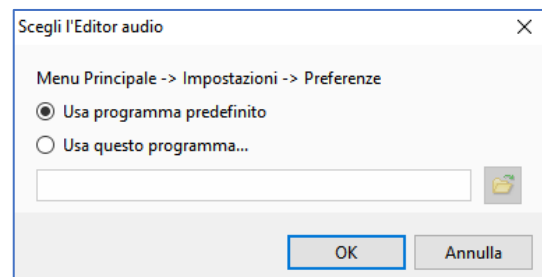 Scegli l'Editor audio
Menu Principale -> Impostazioni -> Preferenze
Usa programma predefinito
Usa questo programma...
OK Annulla